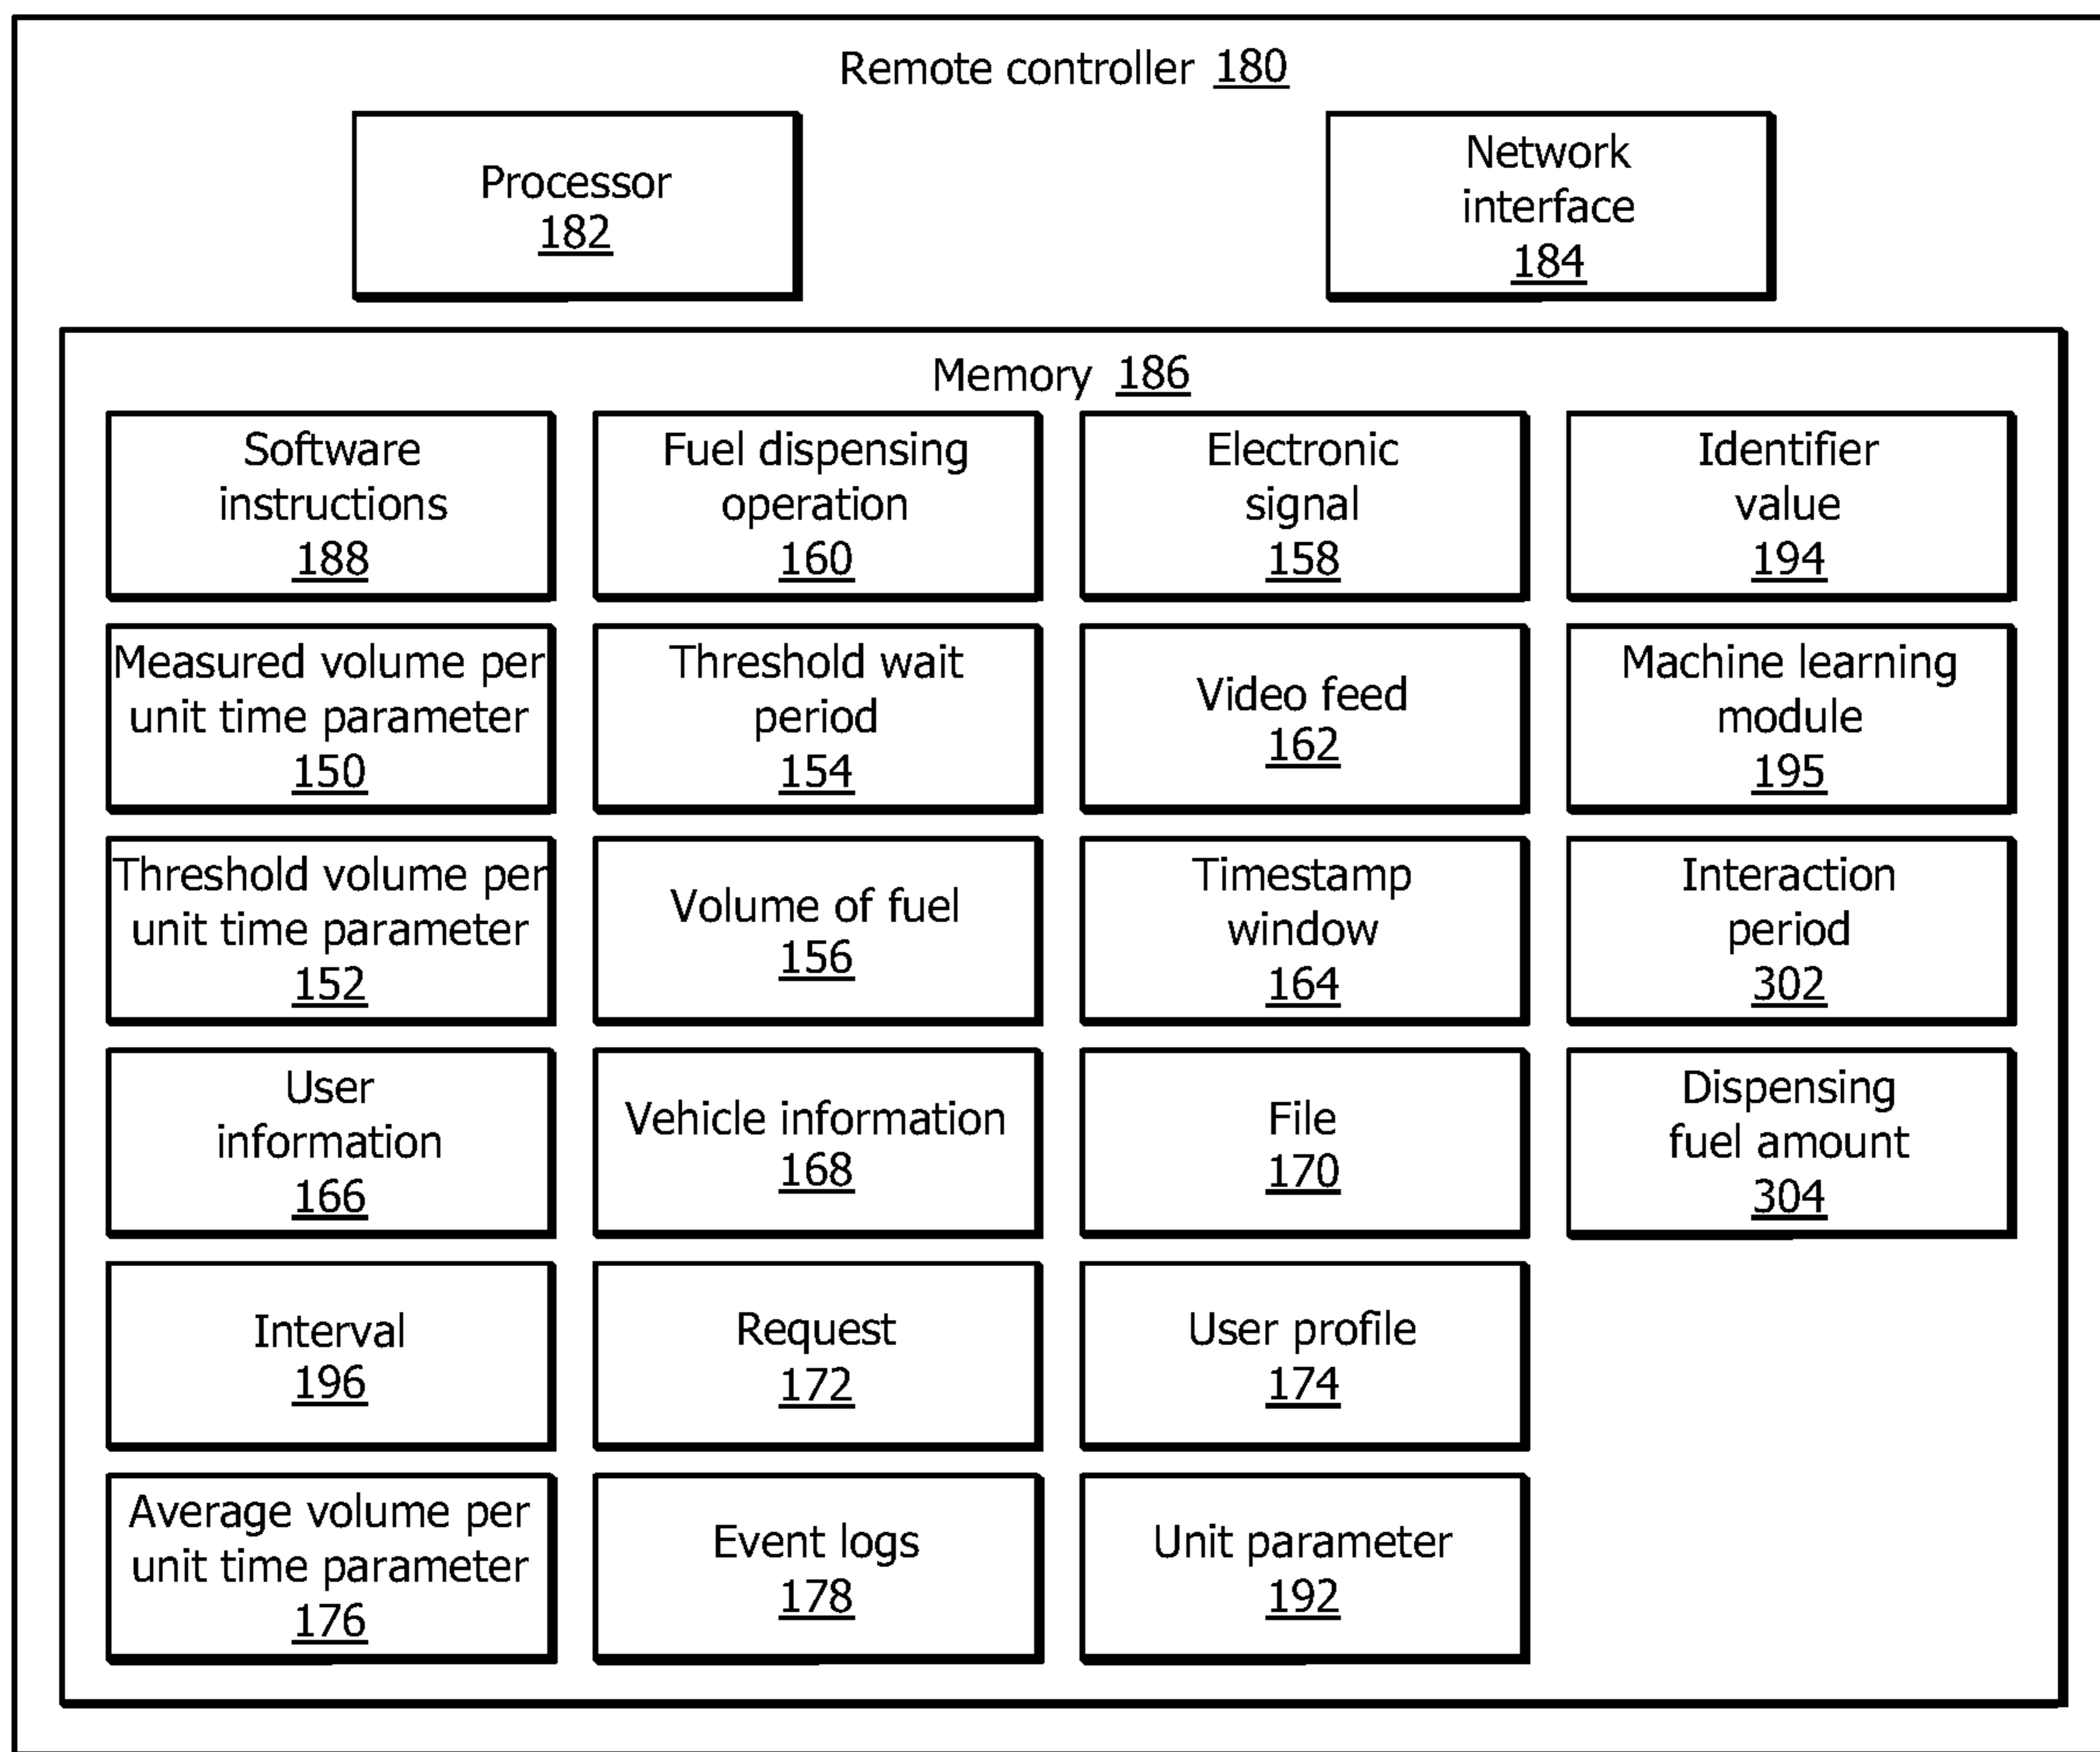 Remote controller 180
Processor
182
Network
interface
184
Memory 186
Software
instructions
188
Fuel dispensing
operation
160
Electronic
signal
158
Identifier
value
194
Measured volume per
unit time parameter
150
Threshold wait
period
154
Video feed
162
Machine learning
module
195
Threshold volume per
unit time parameter
152
Volume of fuel
156
Timestamp
window
164
Interaction
period
302
User
information
166
Vehicle information
168
File
170
Dispensing
fuel amount
304
Interval
196
Request
172
User profile
174
Average volume per
unit time parameter
176
Event logs
178
Unit parameter
192